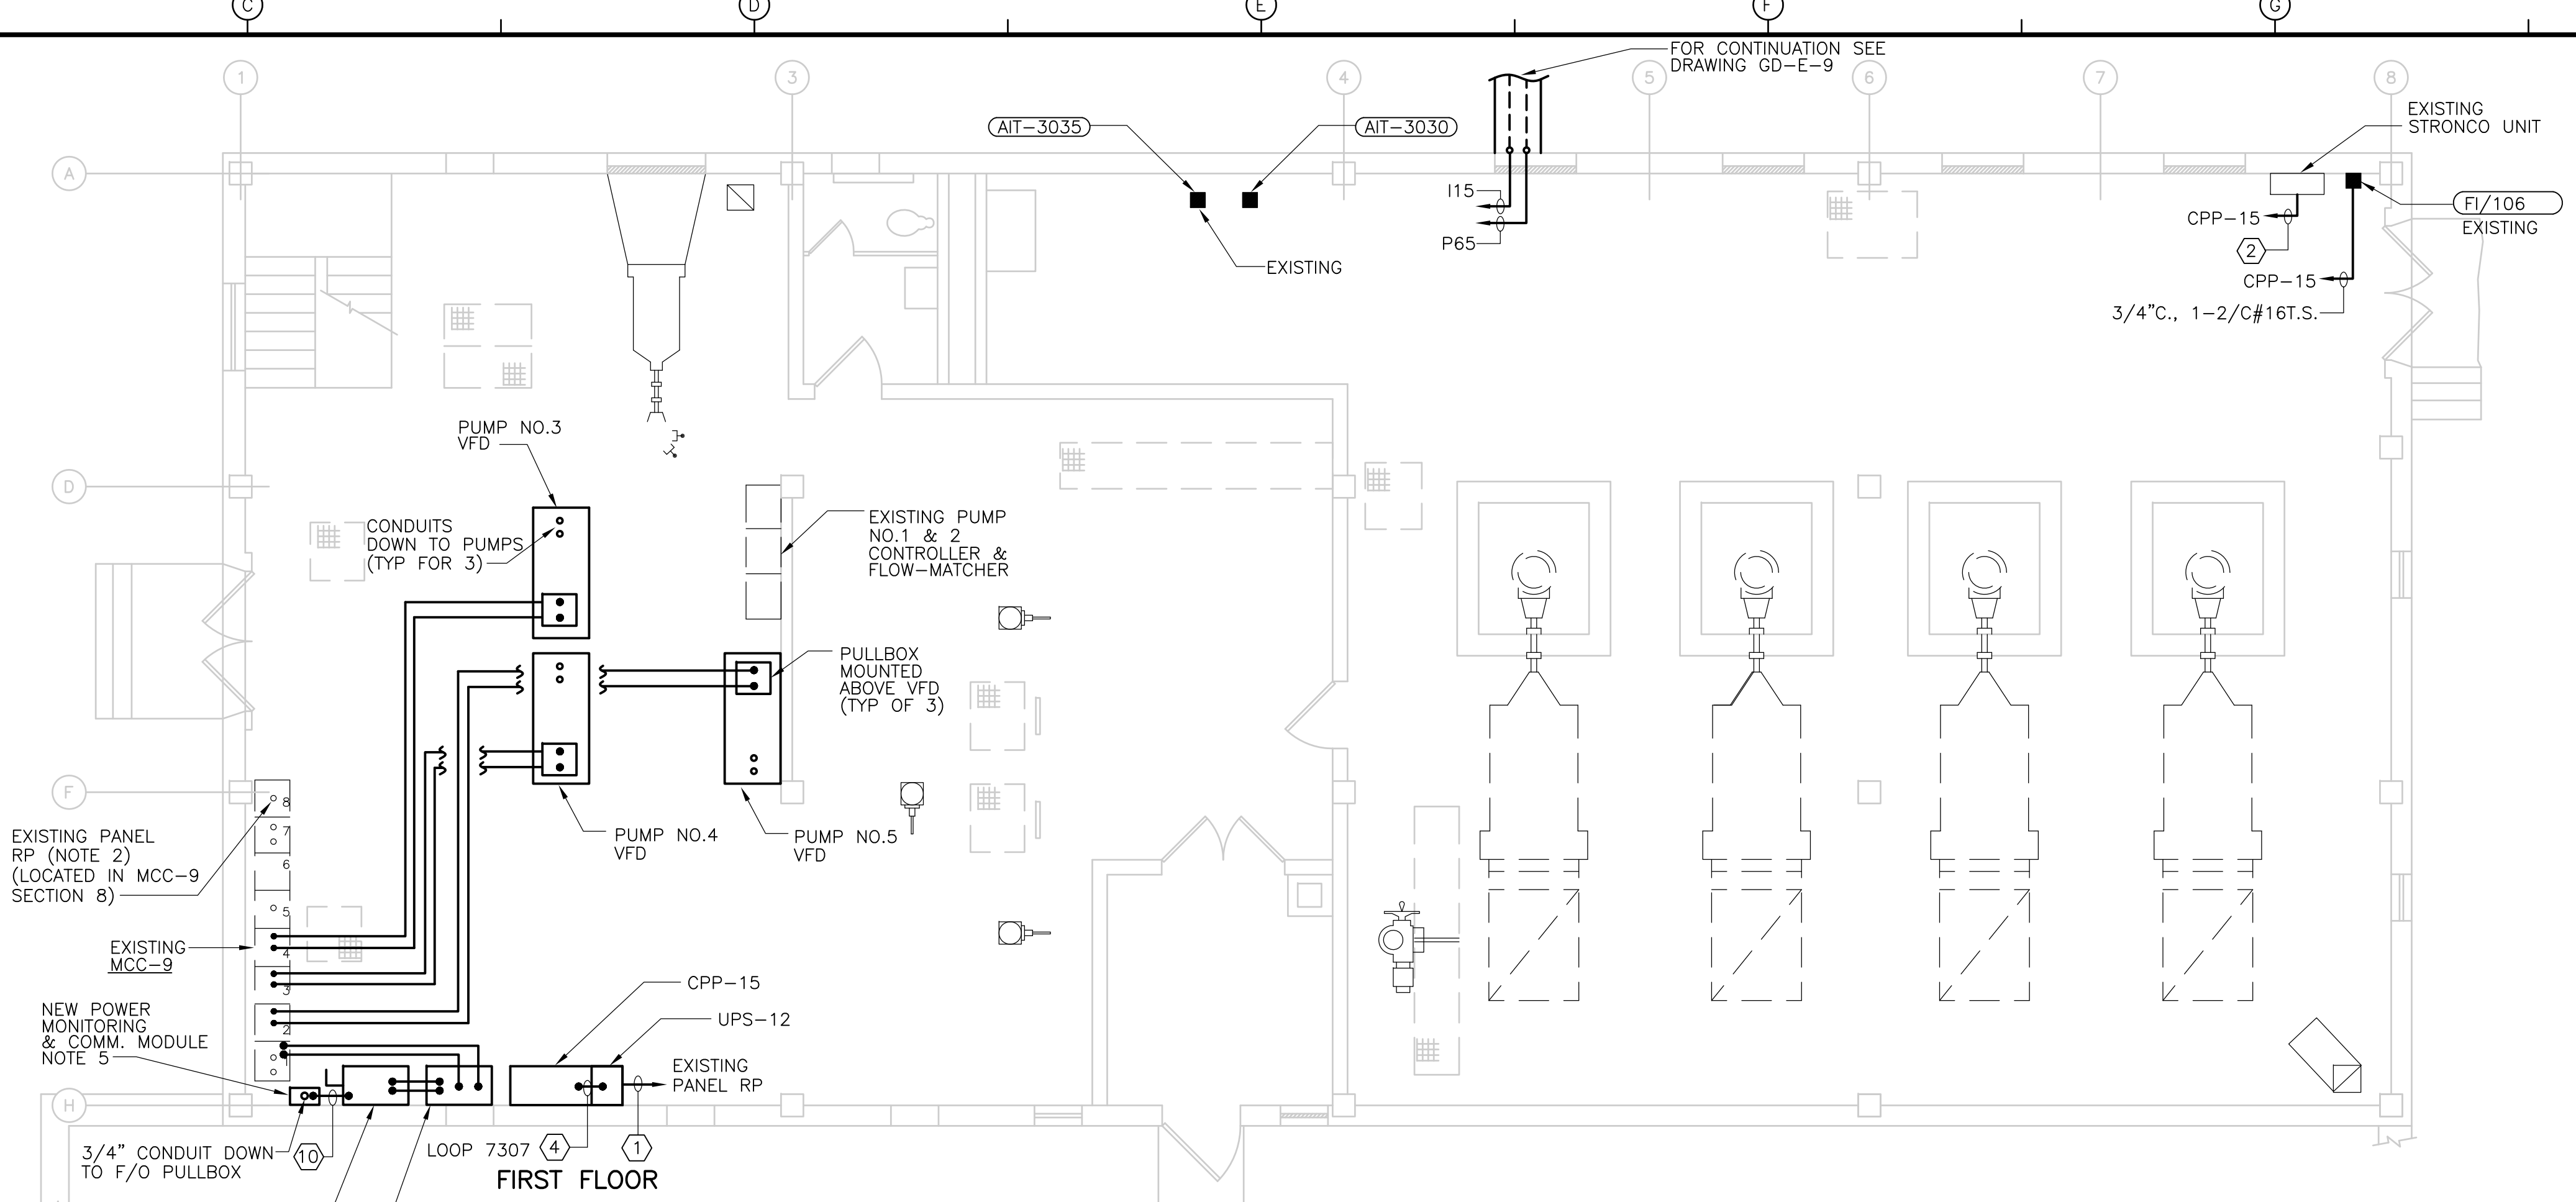 C
D
E
F
G
FOR CONTINUATION SEE
DRAWING GD-E-9
1
3
4
5
6
7
8
EXISTING
STRONCO UNIT
AIT-3035
AIT-3030
A
I15
P65
CPP-15
FI/106
EXISTING
2
EXISTING
CPP-15
3/4"C., 1-2/C#16T.S.
PUMP NO.3
VFD
D
CONDUITS
DOWN TO PUMPS
(TYP FOR 3)
EXISTING PUMP
NO.1 & 2
CONTROLLER &
FLOW-MATCHER
PULLBOX
MOUNTED
ABOVE VFD
(TYP OF 3)
F
8
7
6
5
4
3
2
EXISTING PANEL
RP (NOTE 2)
(LOCATED IN MCC-9
SECTION 8)
PUMP NO.4
VFD
PUMP NO.5
VFD
EXISTING
MCC-9
CPP-15
UPS-12
NEW POWER
MONITORING
& COMM. MODULE
NOTE 5
EXISTING
PANEL RP
H
3/4" CONDUIT DOWN
TO F/O PULLBOX
10
LOOP 7307
4
1
FIRST FLOOR